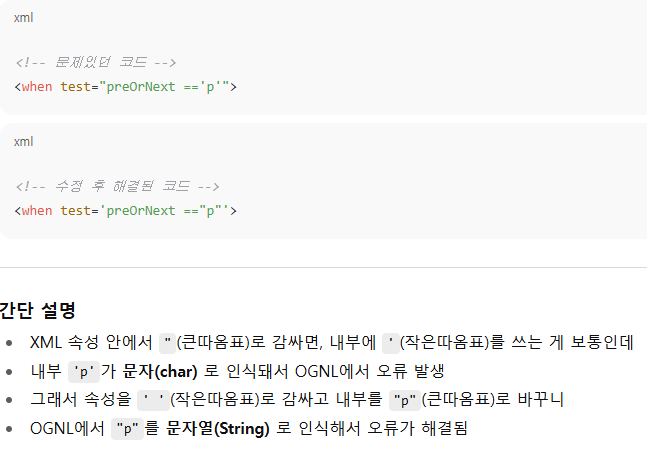 xml
<!-- 문제있던 코드 -->
<when test="preOrNext =='p'">
xml
<!-- 수정 후 해결된 코드 -->
<when test='preOrNext =="p"'>
간단 설명
XML 속성 안에서 " (큰따옴표)로 감싸면, 내부에 ' (작은따옴표)를 쓰는 게 보통인데
내부 'p' 가 문자(char) 로 인식돼서 OGNL에서 오류 발생
그래서 속성을 ' ' (작은따옴표)로 감싸고 내부를 "p" (큰따옴표)로 바꾸니
OGNL에서 "p" 를 문자열(String) 로 인식해서 오류가 해결됨